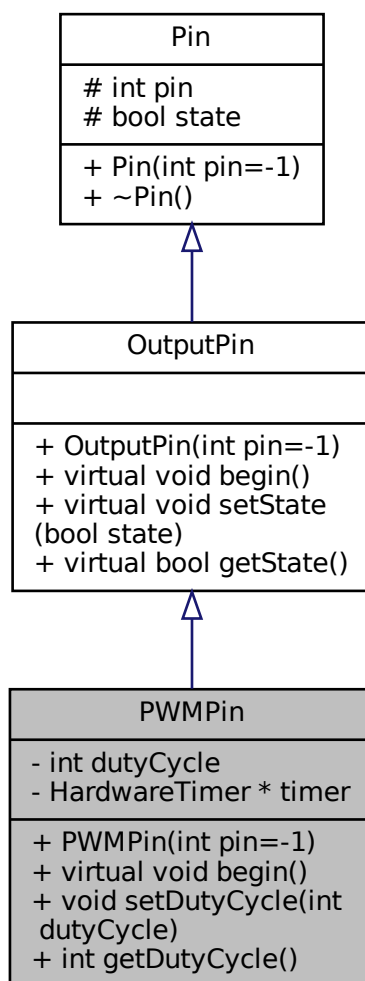 Pin
# int pin
# bool state
+ Pin(int pin=-1)
+ ~Pin()
OutputPin
+ OutputPin(int pin=-1)
+ virtual void begin()
+ virtual void setState
(bool state)
+ virtual bool getState()
PWMPin
- int dutyCycle
- HardwareTimer * timer
+ PWMPin(int pin=-1)
+ virtual void begin()
+ void setDutyCycle(int
dutyCycle)
+ int getDutyCycle()